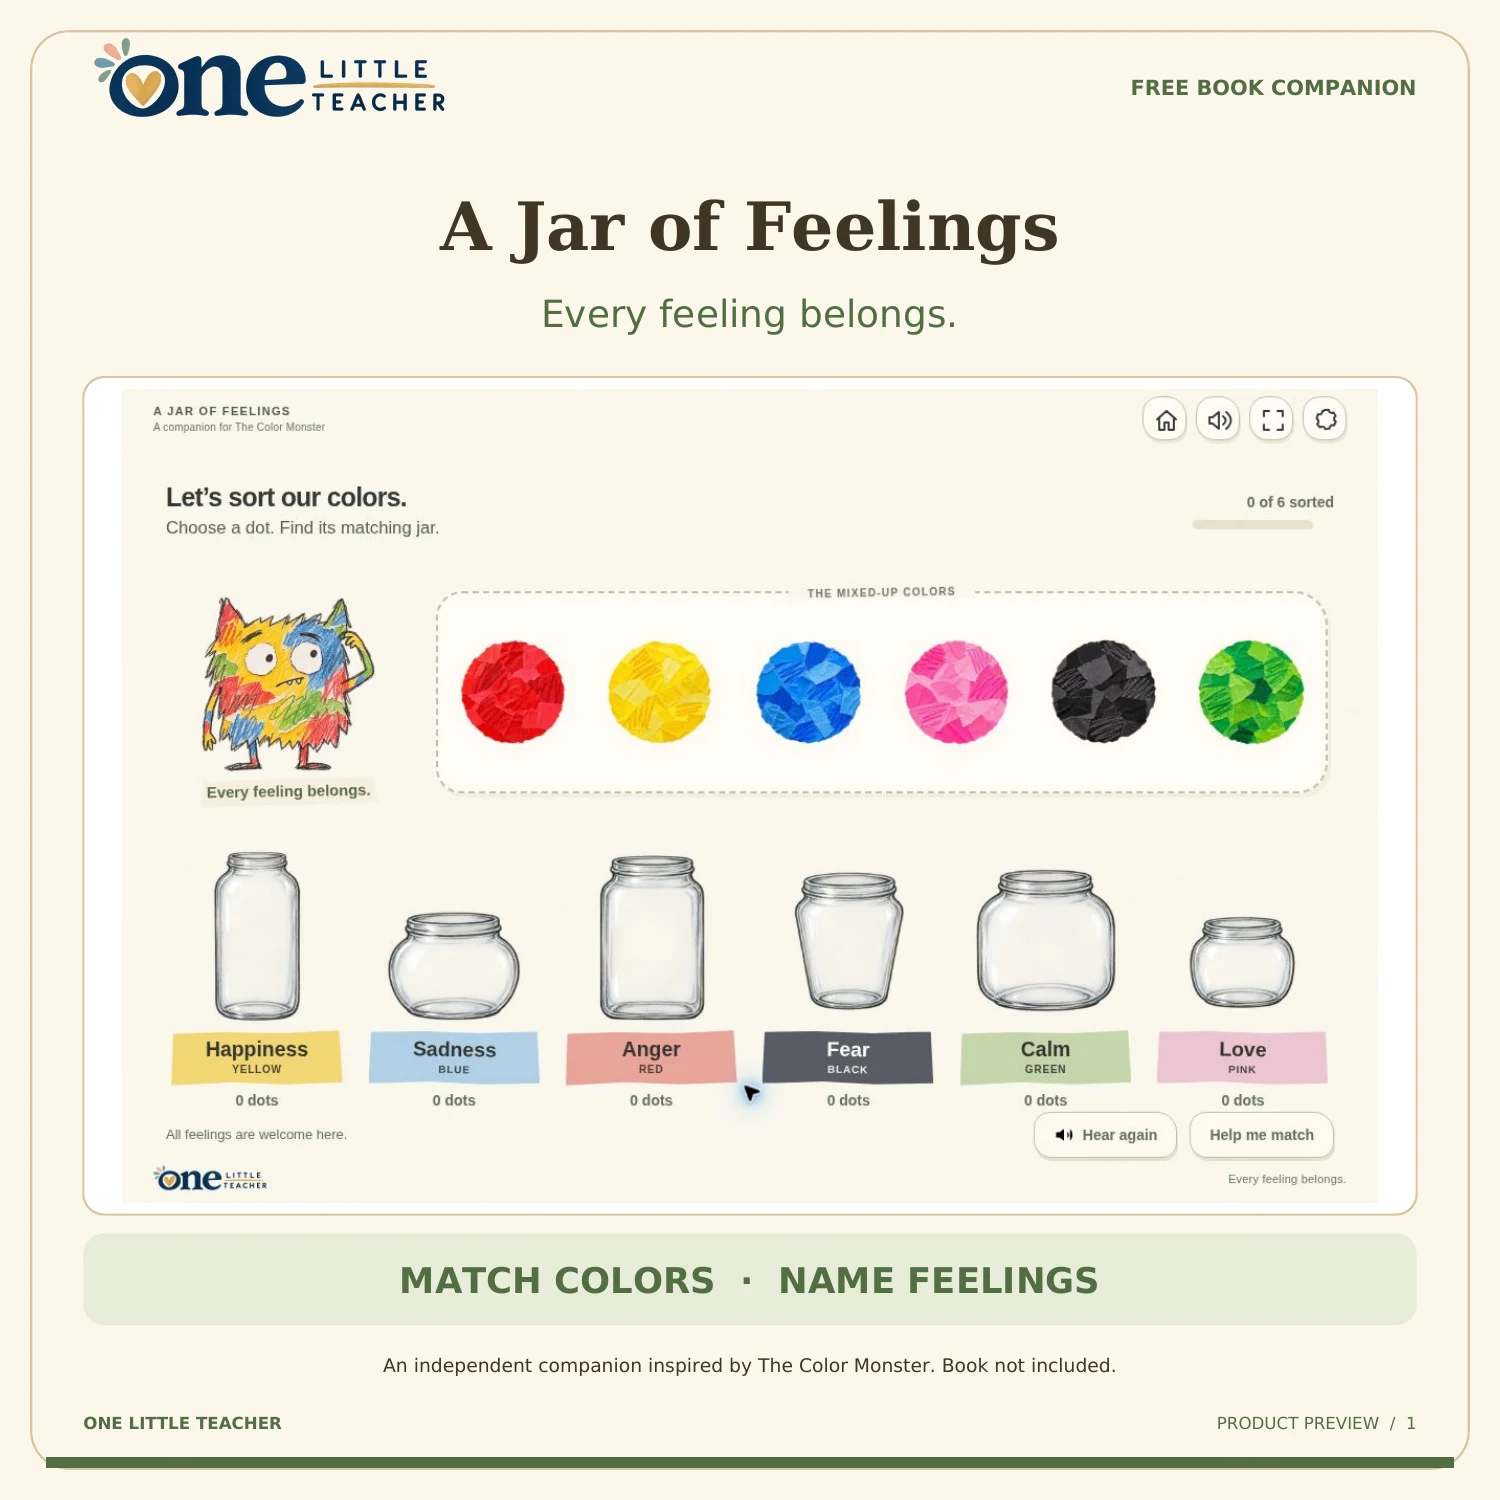 one LITTLE TEACHER
FREE BOOK COMPANION
A Jar of Feelings
Every feeling belongs.
A JAR OF FEELINGS
A companion for The Color Monster
Let’s sort our colors.
Choose a dot. Find its matching jar.
0 of 6 sorted
THE MIXED-UP COLORS
Every feeling belongs.
Happiness
YELLOW
0 dots
Sadness
BLUE
0 dots
Anger
RED
0 dots
Fear
BLACK
0 dots
Calm
GREEN
0 dots
Love
PINK
0 dots
All feelings are welcome here.
Hear again
Help me match
one LITTLE TEACHER
Every feeling belongs.
MATCH COLORS · NAME FEELINGS
An independent companion inspired by The Color Monster. Book not included.
ONE LITTLE TEACHER
PRODUCT PREVIEW / 1